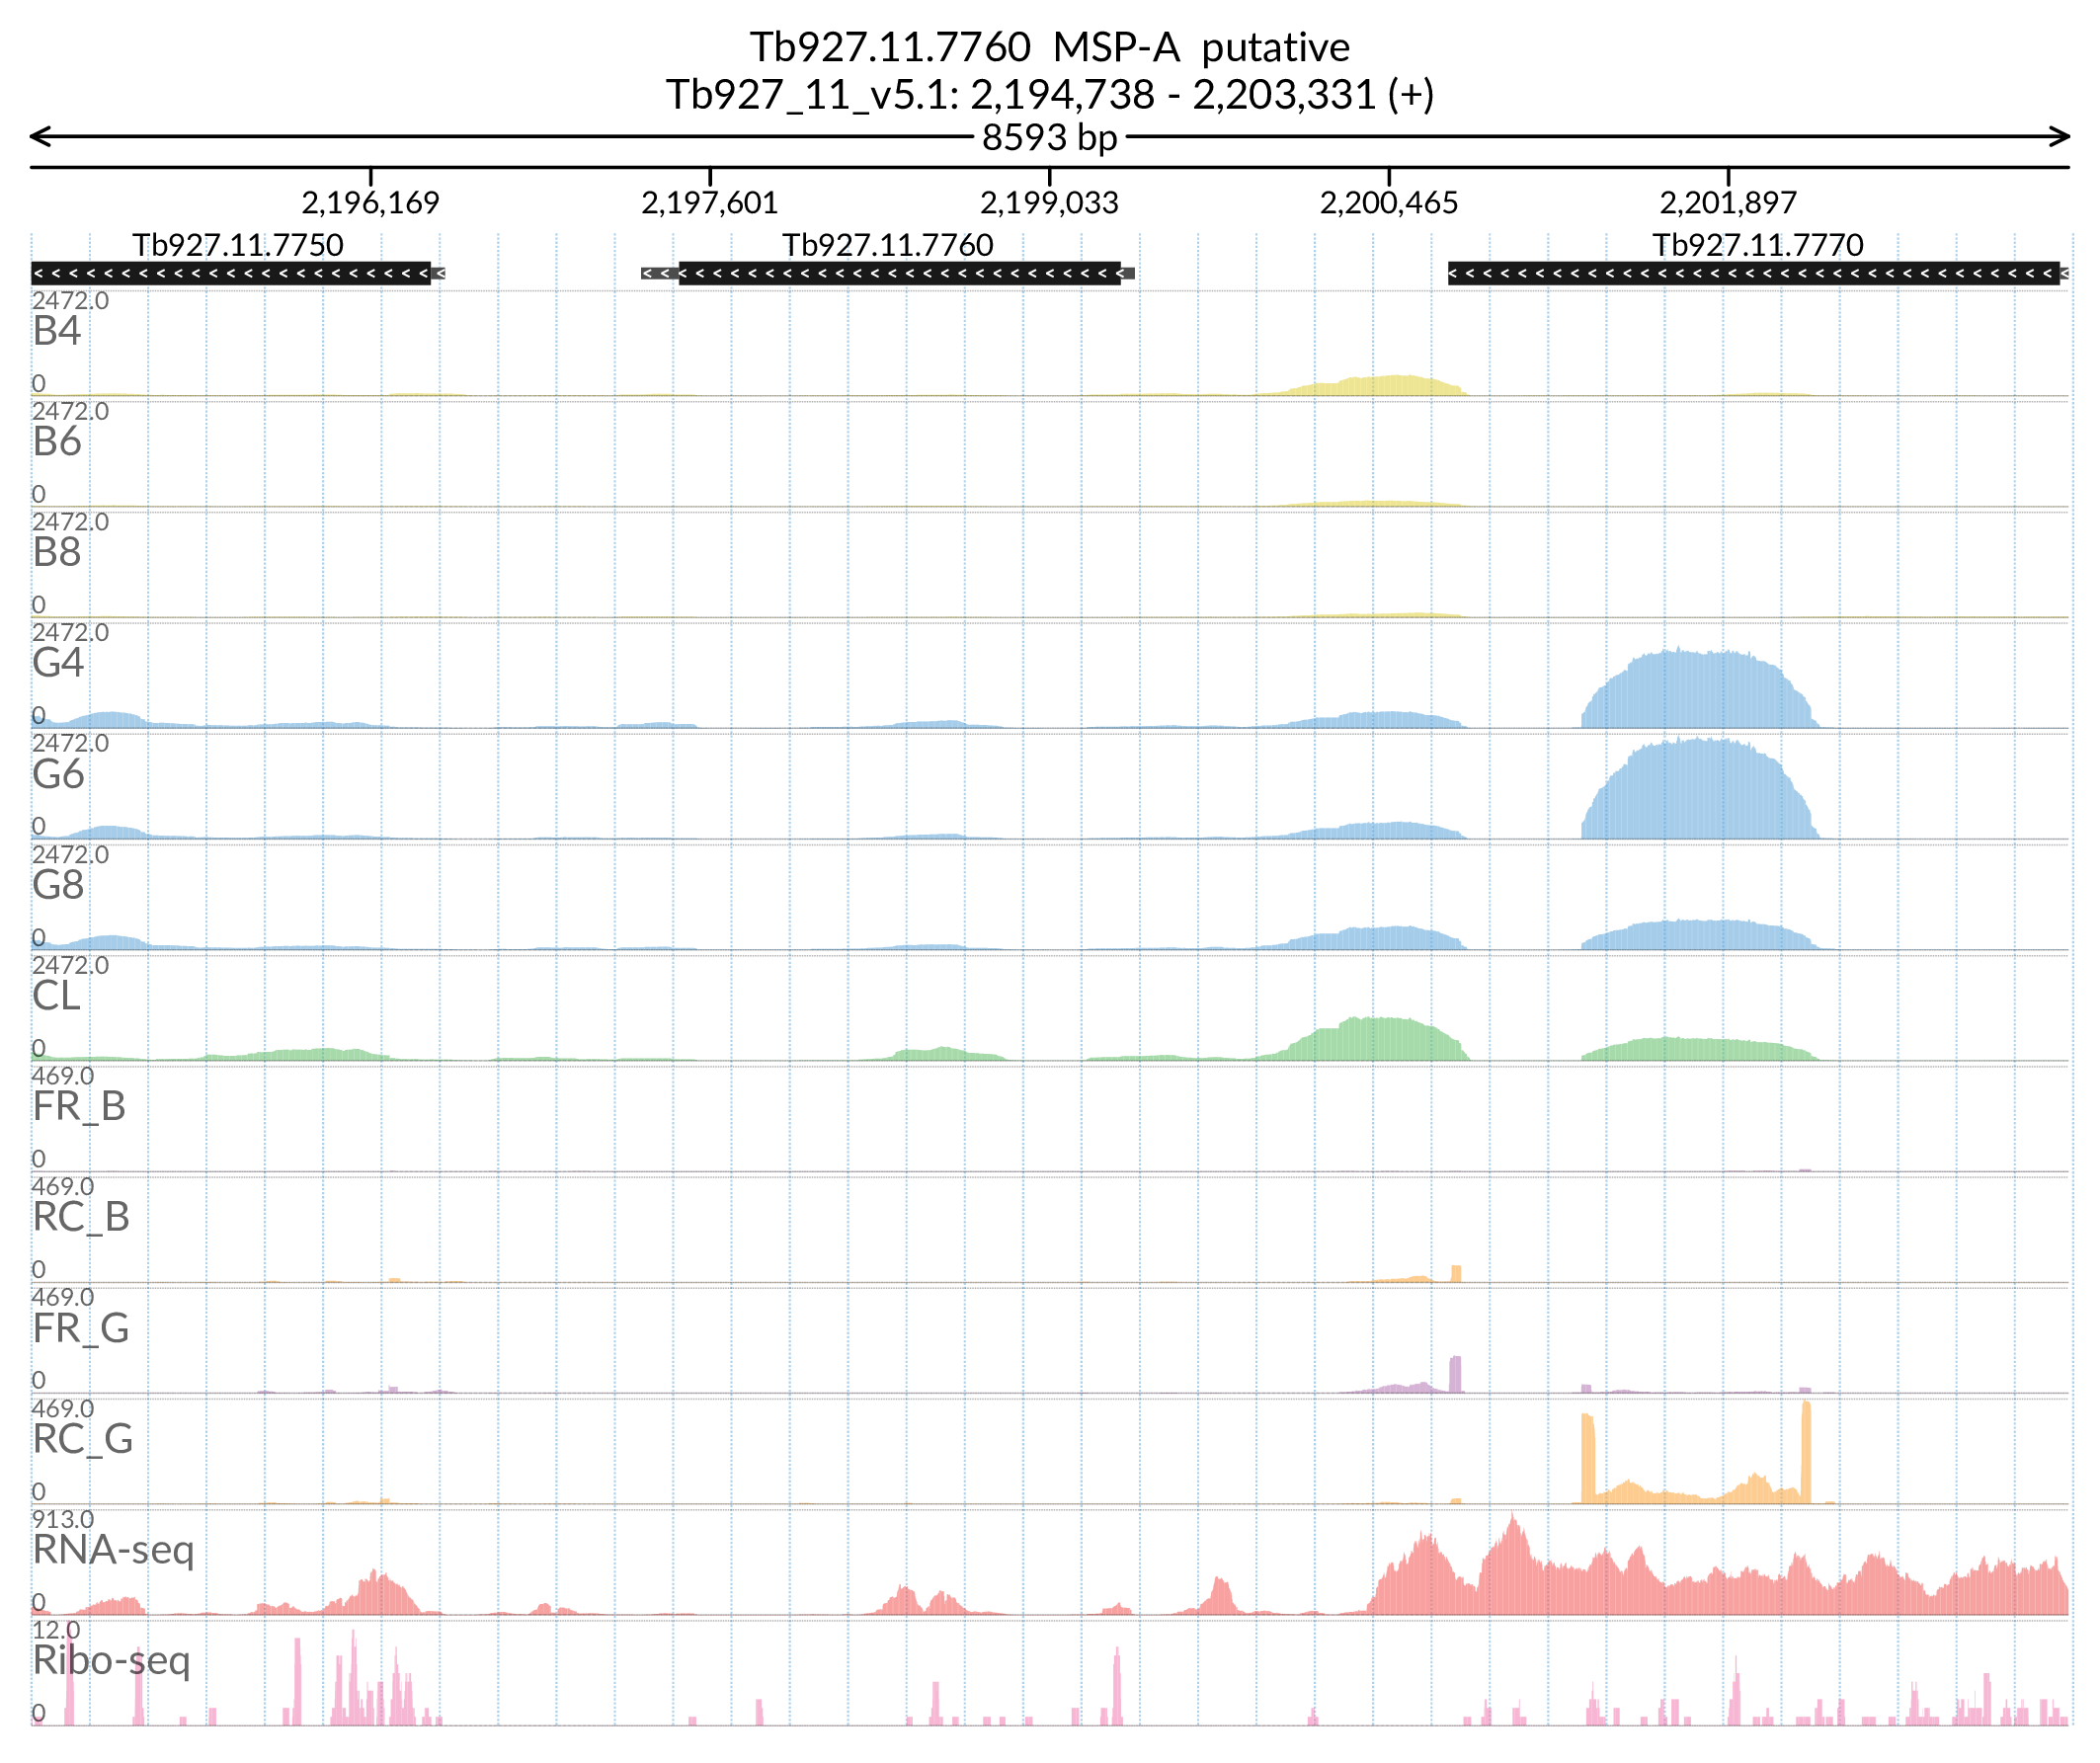 Tb927.11.7760 MSP-A putative
Tb927_11_v5.1: 2,194,738 - 2,203,331 (+)
8593 bp
2,196,169 2,197,601 2,199,033 2,200,465 2,201,897
Tb927.11.7750 Tb927.11.7760 Tb927.11.7770
2472.0
B4
0
2472.0
B6
0
2472.0
B8
0
2472.0
G4
0
2472.0
G6
0
2472.0
G8
0
2472.0
CL
0
469.0
FR_B
0
469.0
RC_B
0
469.0
FR_G
0
469.0
RC_G
0
913.0
RNA-seq
0
12.0
Ribo-seq
0